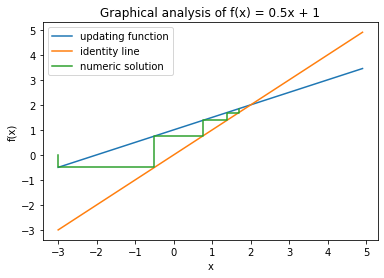 Graphical analysis of f(x) = 0.5x + 1
updating function
identity line
numeric solution
f(x)
5
4
3
2
1
0
−1
−2
−3
−3 −2 −1 0 1 2 3 4 5
x